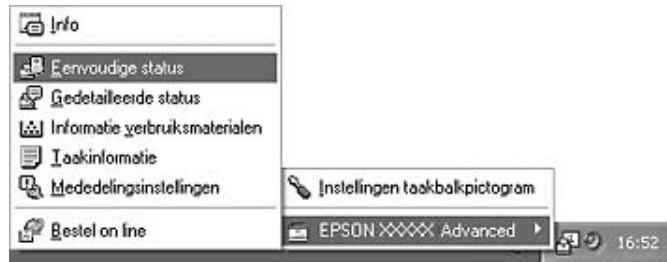 Info
Eenvoudige status
Gedetailleerde status
Informatie verbruiksmaterialen
Taakinformatie
Mededelingsinstellingen
Bestel on line
Instellingen taakbalkpictogram
EPSON XXXXX Advanced
16:52